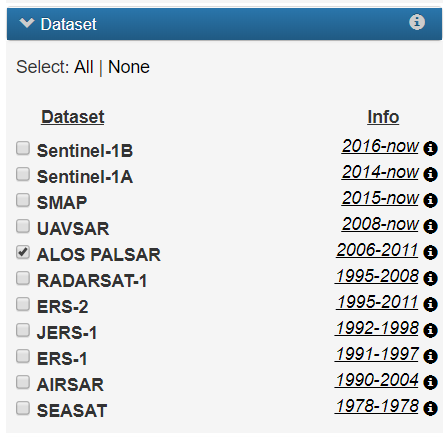 Dataset
Select: All | None
Dataset Info
Sentinel-1B 2016-now
Sentinel-1A 2014-now
SMAP 2015-now
UAVSAR 2008-now
ALOS PALSAR 2006-2011
RADARSAT-1 1995-2008
ERS-2 1995-2011
JERS-1 1992-1998
ERS-1 1991-1997
AIRSAR 1990-2004
SEASAT 1978-1978